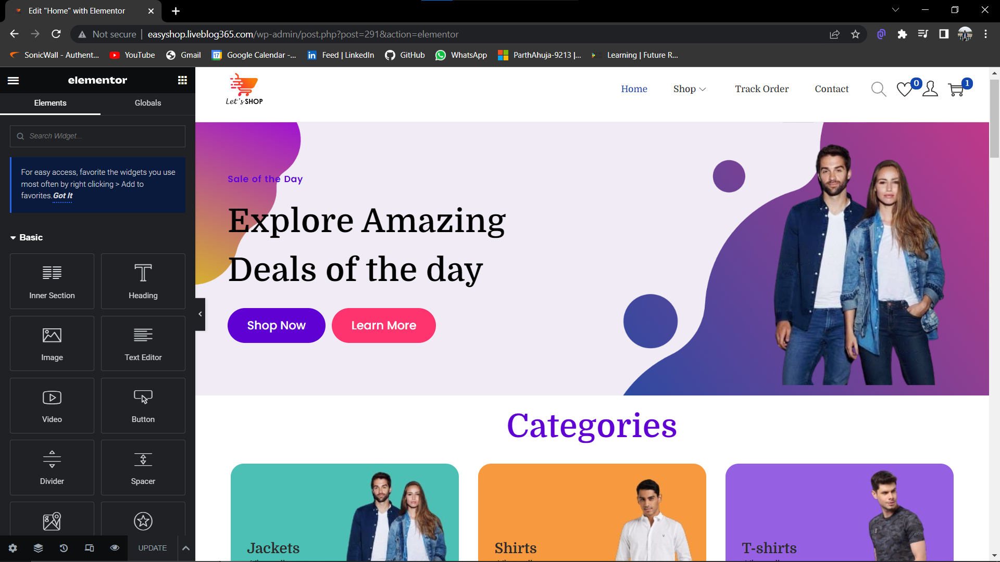 Edit "Home" with Elementor
Not secure
easyshop.liveblog365.com/wp-admin/post.php?post=291&action=elementor
SonicWall - Authent...
YouTube
Gmail
17
Google Calendar -...
in
Feed | LinkedIn
GitHub
WhatsApp
ParthAhuja-9213 |...
Learning | Future R...
elementor
Elements
Globals
Search Widget...
For easy access, favorite the widgets you use
most often by right clicking > Add to
favorites. Got It
Basic
Inner Section
Heading
Image
Text Editor
Video
Button
Divider
Spacer
UPDATE
Let's SHOP
Home
Shop
Track Order
Contact
0
1
Sale of the Day
Explore Amazing
Deals of the day
Shop Now
Learn More
Categories
Jackets
Shirts
T-shirts